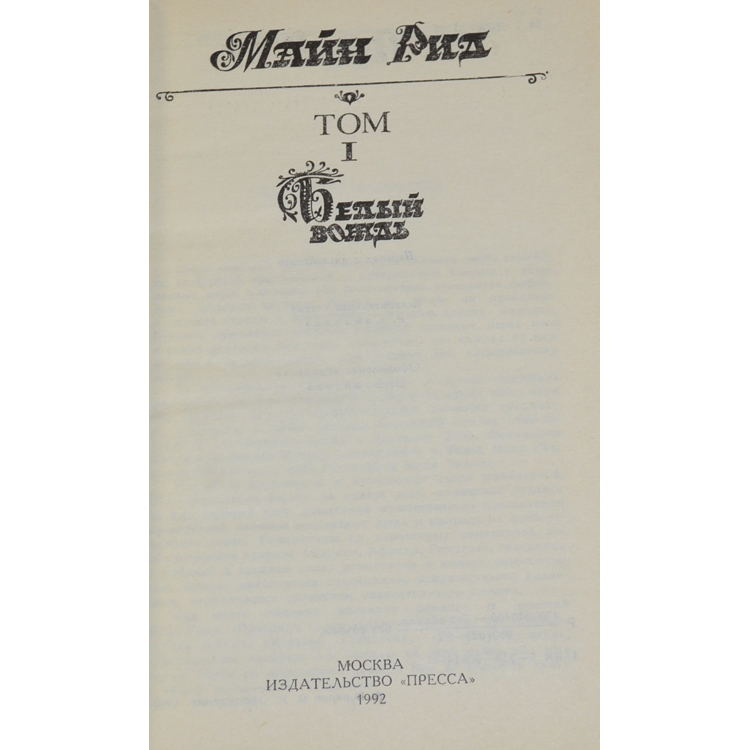 Майн Рид
ТОМ
I
Белый
вождь
МОСКВА
ИЗДАТЕЛЬСТВО «ПРЕССА»
1992